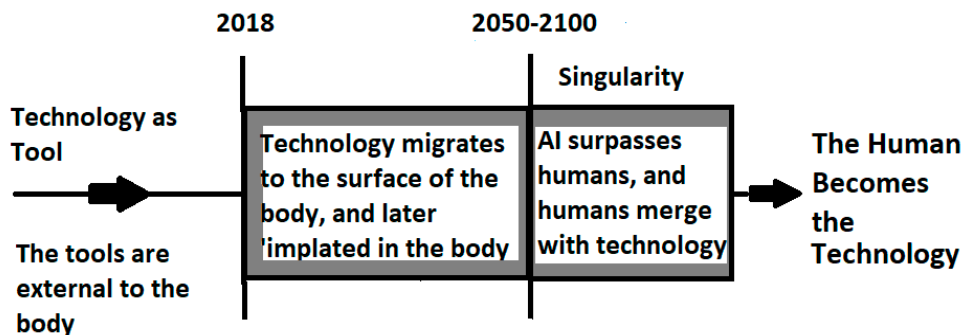 2018
2050-2100
Singularity
Technology as
Tool
The tools are
external to the
body
Technology migrates
to the surface of the
body, and later
'implated in the body
AI surpasses
humans, and
humans merge
with technology
The Human
Becomes
the
Technology